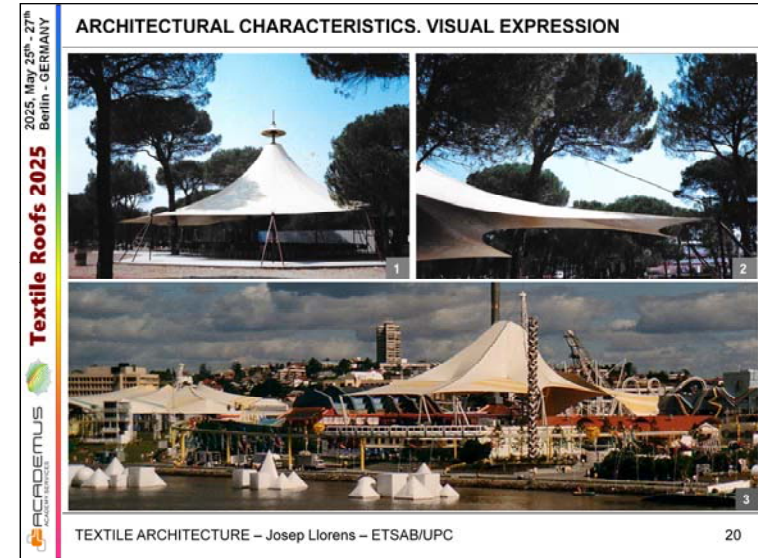 ARCHITECTURAL CHARACTERISTICS. VISUAL EXPRESSION
2025, May 25th - 27th
Berlin - GERMANY
Textile Roofs 2025
ACADEMUS
ACADEMY SERVICES
1
2
3
TEXTILE ARCHITECTURE – Josep Llorens – ETSAB/UPC
20